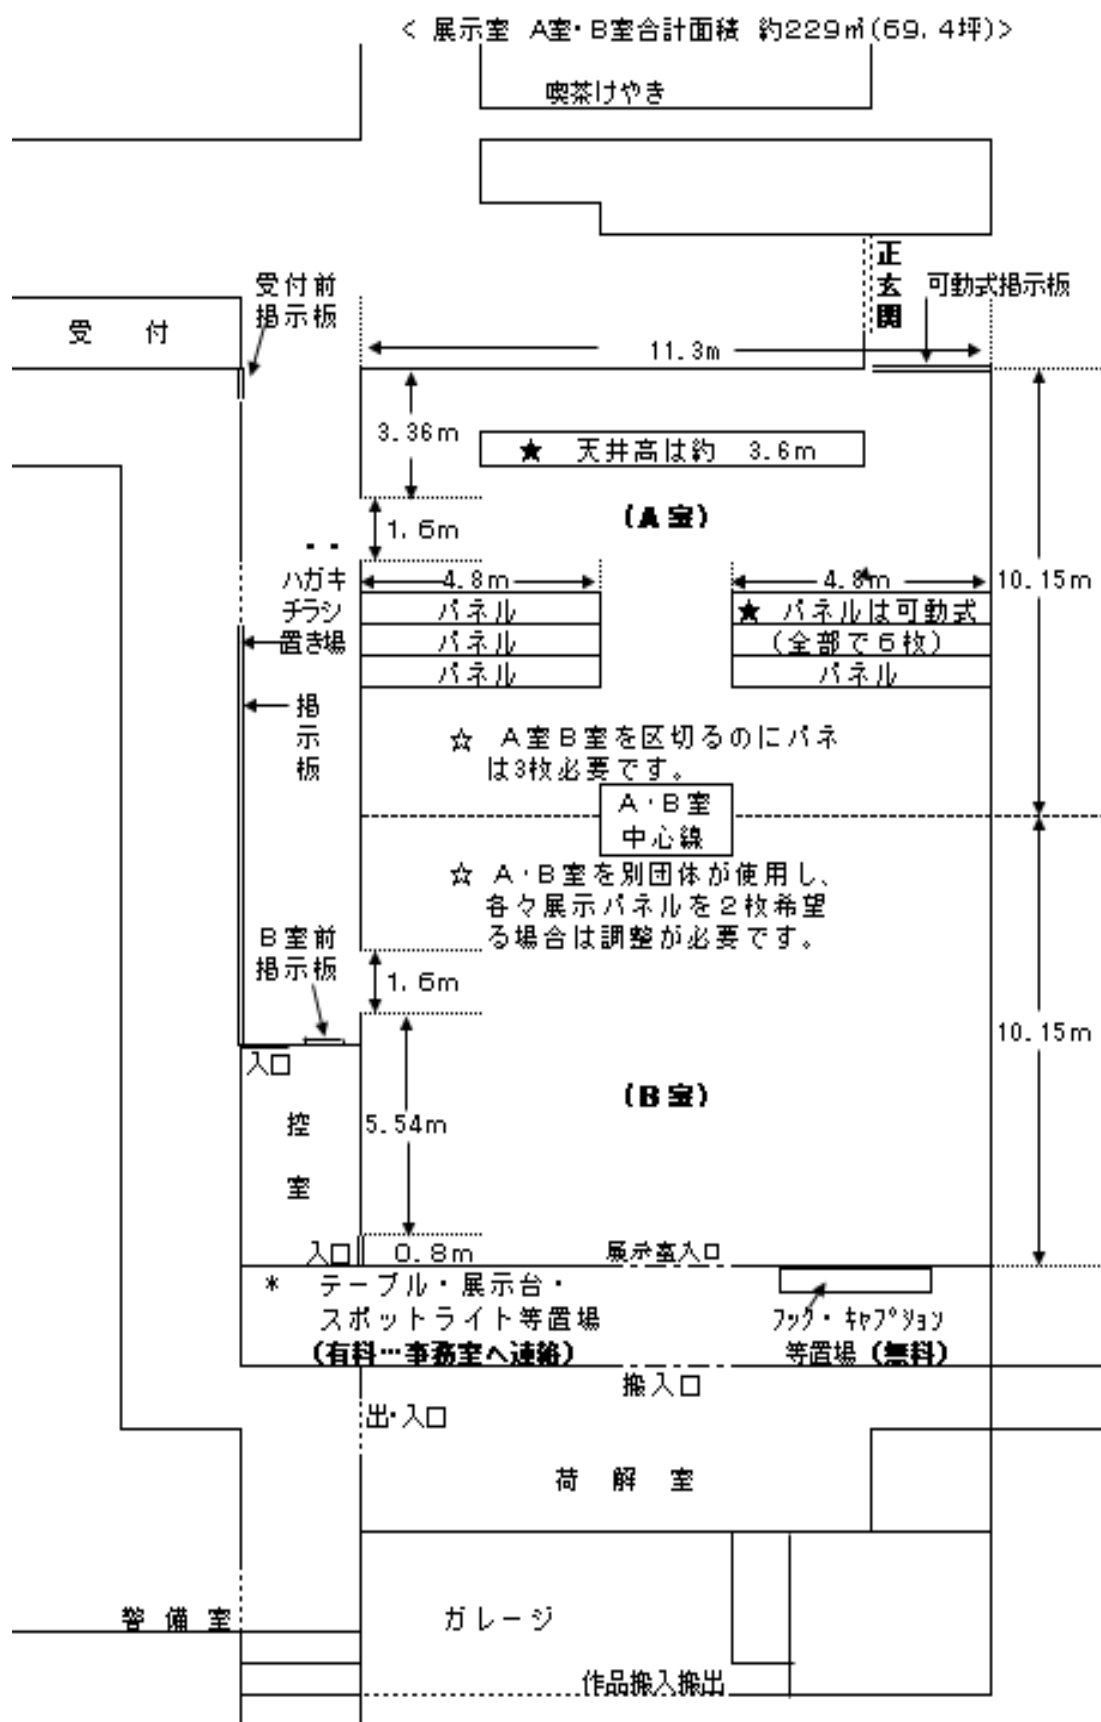 < 展示室 A室・B室合計面積 約229㎡(69.4坪)>
喫茶けやき
正玄関
受付前
掲示板
可動式掲示板
受 付
11.3m
3.36m
★ 天井高は約 3.6m
(A室)
1.6m
ハガキ
チラシ
置き場
4.8m
4.8m
10.15m
パネル
パネル
パネル
★ パネルは可動式
(全部で6枚)
パネル
掲示板
☆ A室B室を区切るのにパネ
は3枚必要です。
A・B室
中心線
☆ A・B室を別団体が使用し、
各々展示パネルを2枚希望
る場合は調整が必要です。
B室前
掲示板
1.6m
10.15m
入口
(B室)
控室
5.54m
入口
0.8m
展示室入口
* テーブル・展示台・
スポットライト等置場
(有料…事務室へ連絡)
フック・キャプション
等置場(無料)
搬入口
出・入口
荷解室
警備室
ガレージ
作品搬入搬出